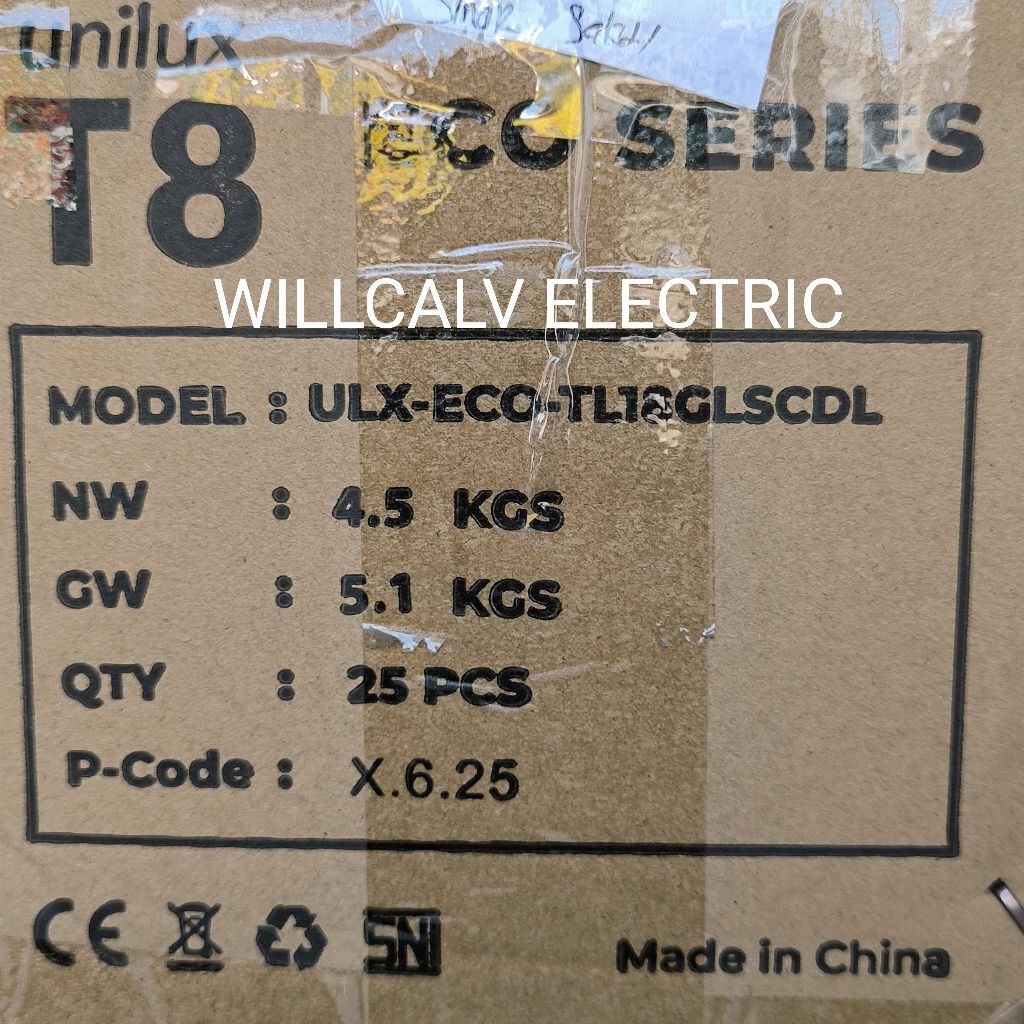 unilux
T8 ECO SERIES
WILLCALV ELECTRIC
MODEL : ULX-ECO-TL18GLSCDL
NW : 4.5 KGS
GW : 5.1 KGS
QTY : 25 PCS
P-Code : X.6.25
CE SNI Made in China